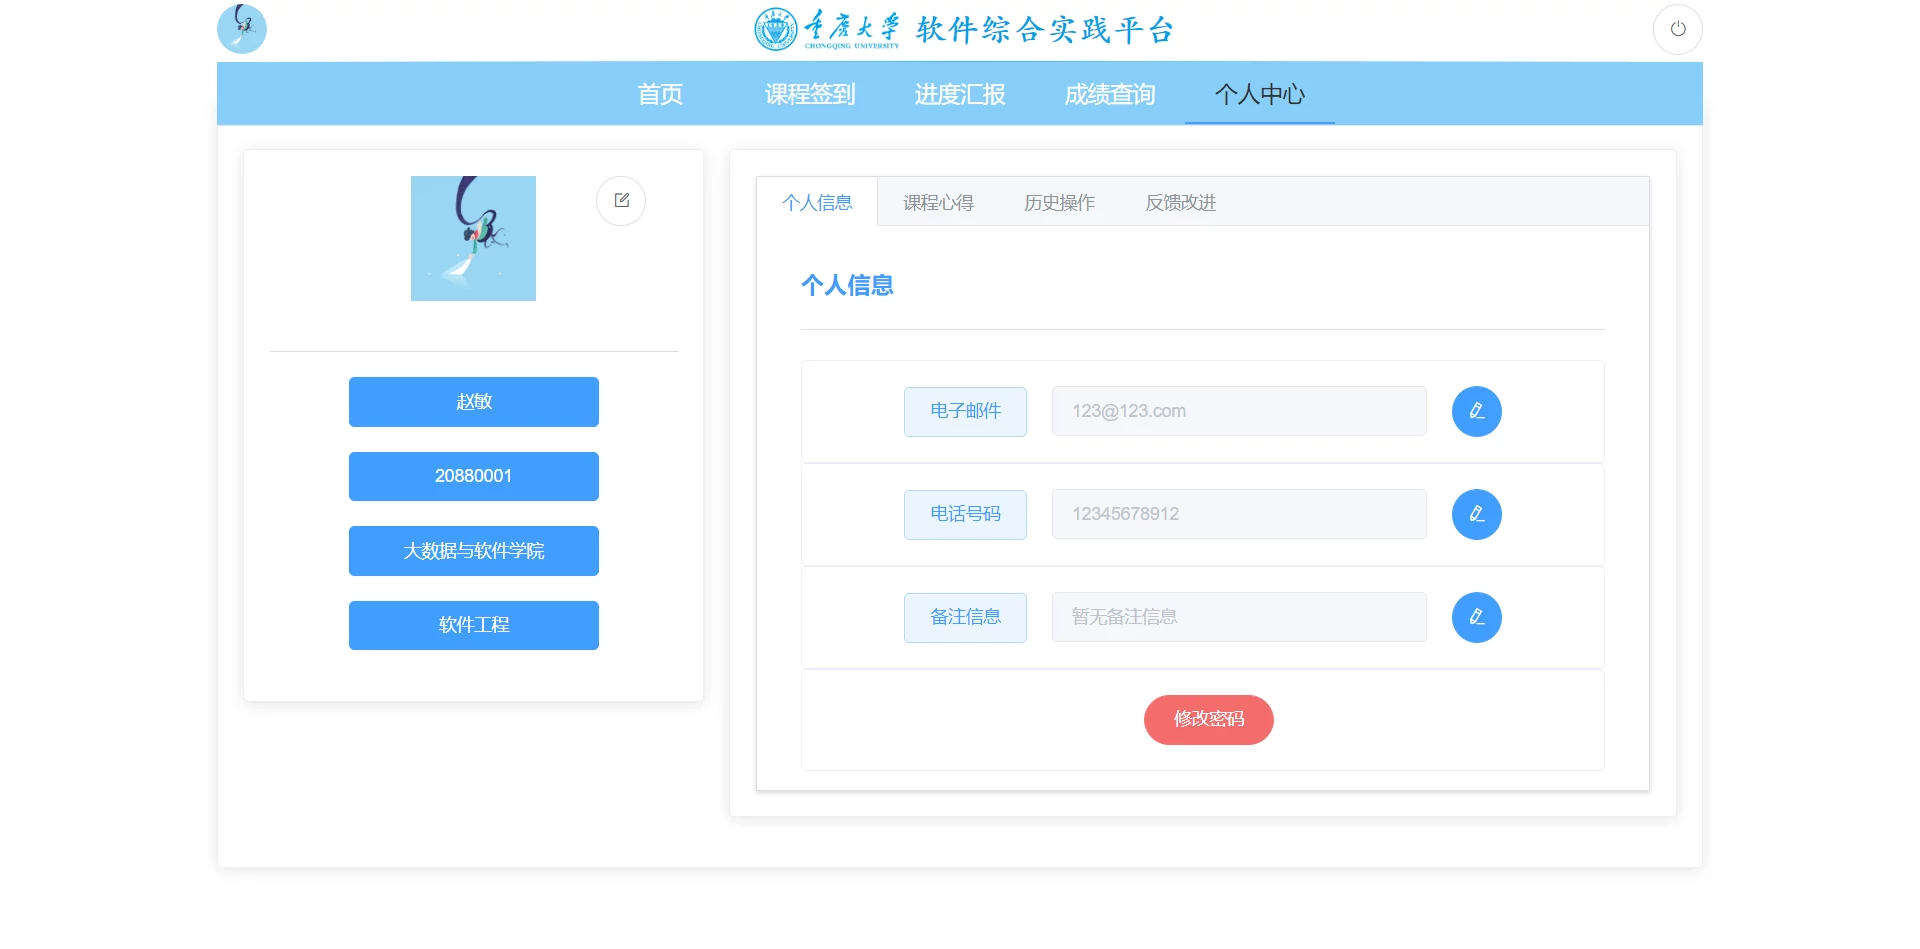 重庆大学 软件综合实践平台
CHONGQING UNIVERSITY
首页 课程签到 进度汇报 成绩查询 个人中心
赵敏
20880001
大数据与软件学院
软件工程
个人信息 课程心得 历史操作 反馈改进
个人信息
电子邮件 123@123.com
电话号码 12345678912
备注信息 暂无备注信息
修改密码